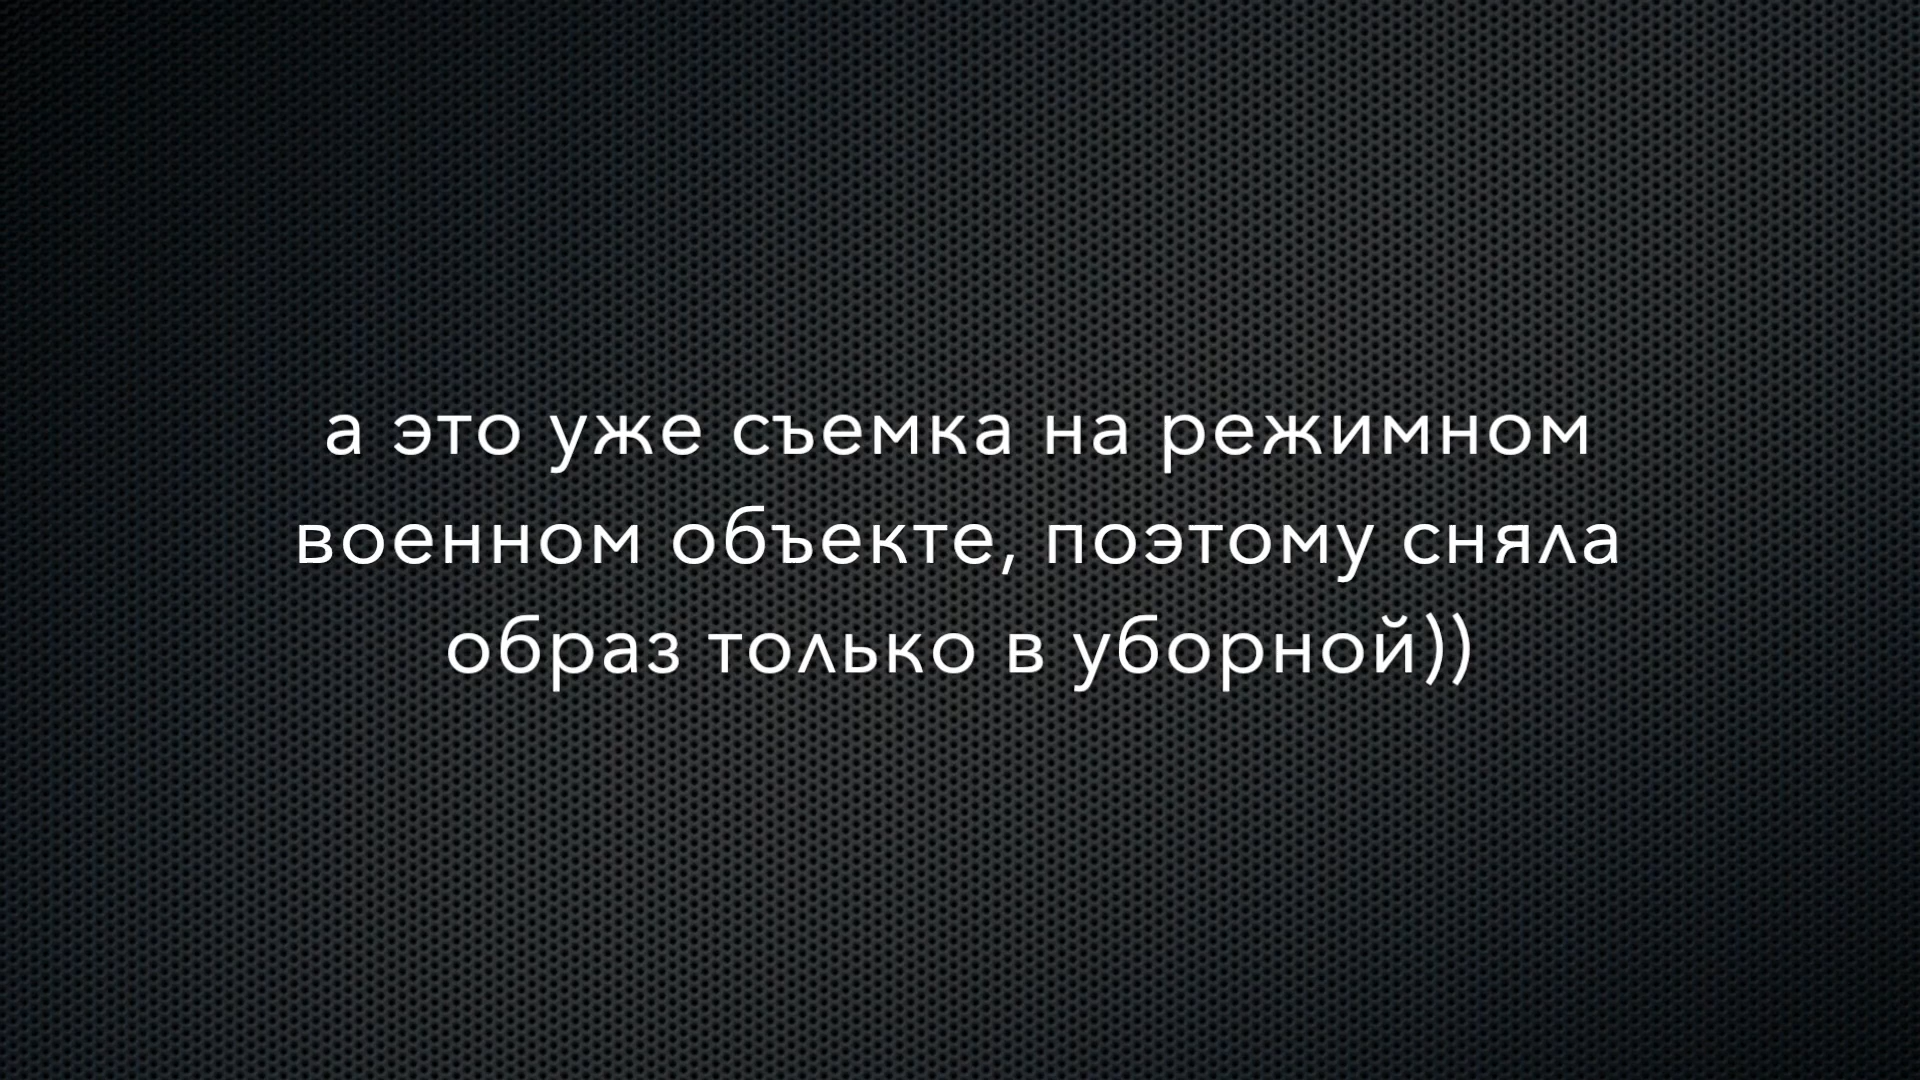 а это уже съемка на режимном
военном объекте, поэтому сняла
образ только в уборной))